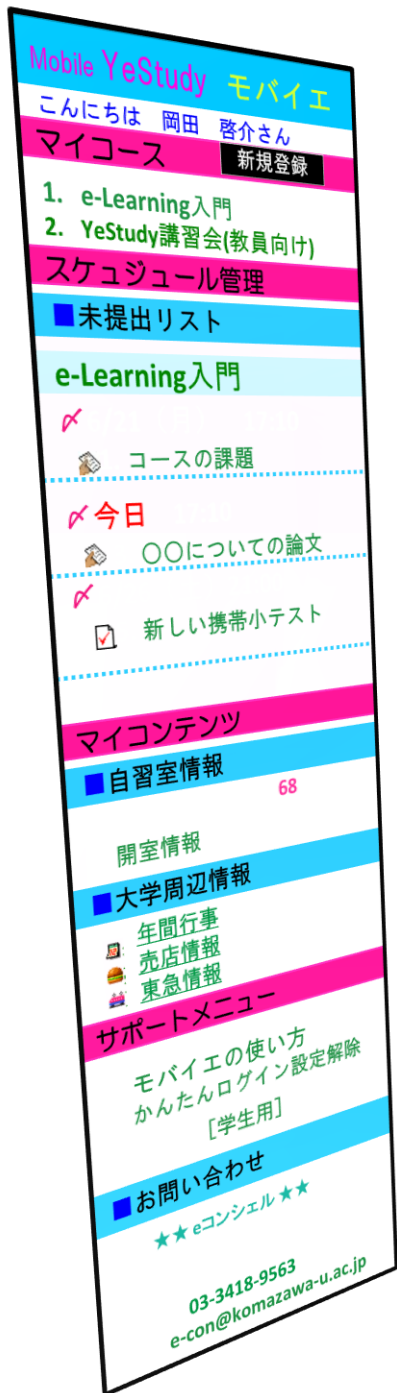 Mobile YeStudy モバイエ
こんにちは 岡田 啓介さん
マイコース 新規登録
1. e-Learning入門
2. YeStudy講習会(教員向け)
スケジュール管理
■未提出リスト
e-Learning入門
〆
コースの課題
〆今日
〇〇についての論文
〆
新しい携帯小テスト
マイコンテンツ
■自習室情報
68
開室情報
■大学周辺情報
年間行事
売店情報
東急情報
サポートメニュー
モバイエの使い方
かんたんログイン設定解除
[学生用]
■お問い合わせ
★★ eコンシェル ★★
03-3418-9563
e-con@komazawa-u.ac.jp